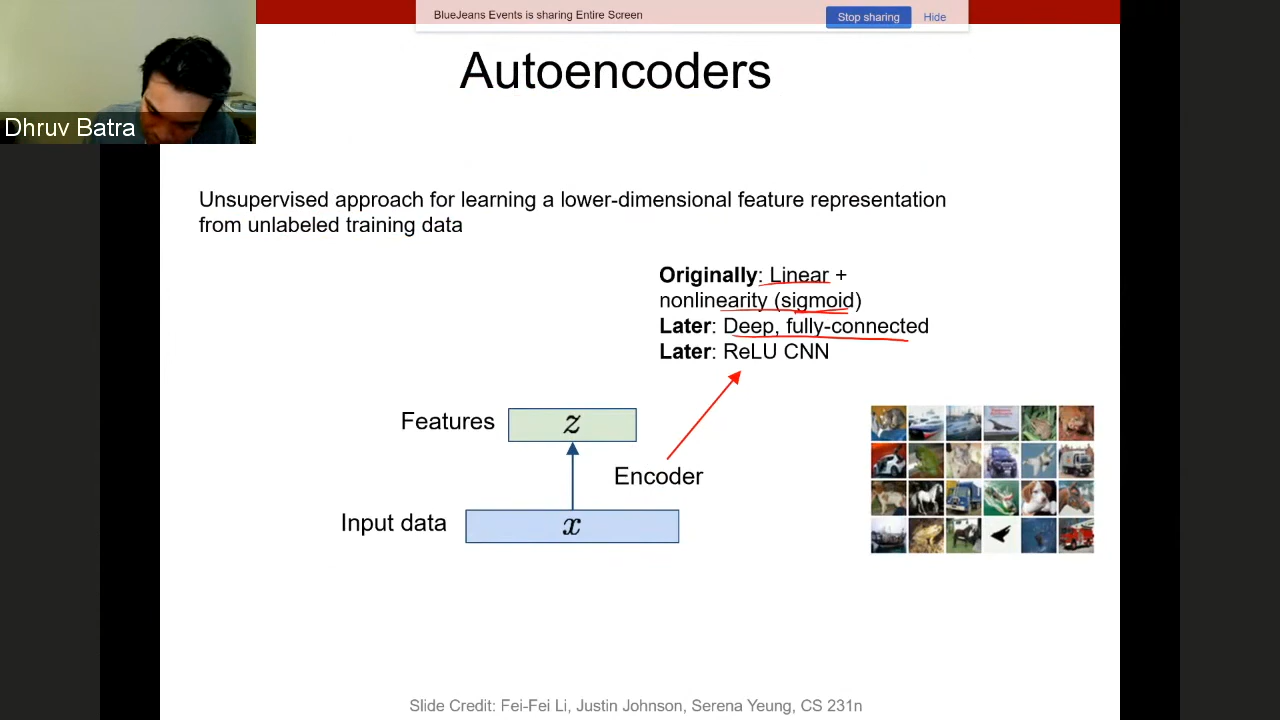 BlueJeans Events is sharing Entire Screen
Stop sharing
Hide
Autoencoders
Dhruv Batra
Unsupervised approach for learning a lower-dimensional feature representation
from unlabeled training data
Originally: Linear +
nonlinearity (sigmoid)
Later: Deep, fully-connected
Later: ReLU CNN
Features
z
Encoder
Input data
x
Slide Credit: Fei-Fei Li, Justin Johnson, Serena Yeung, CS 231n